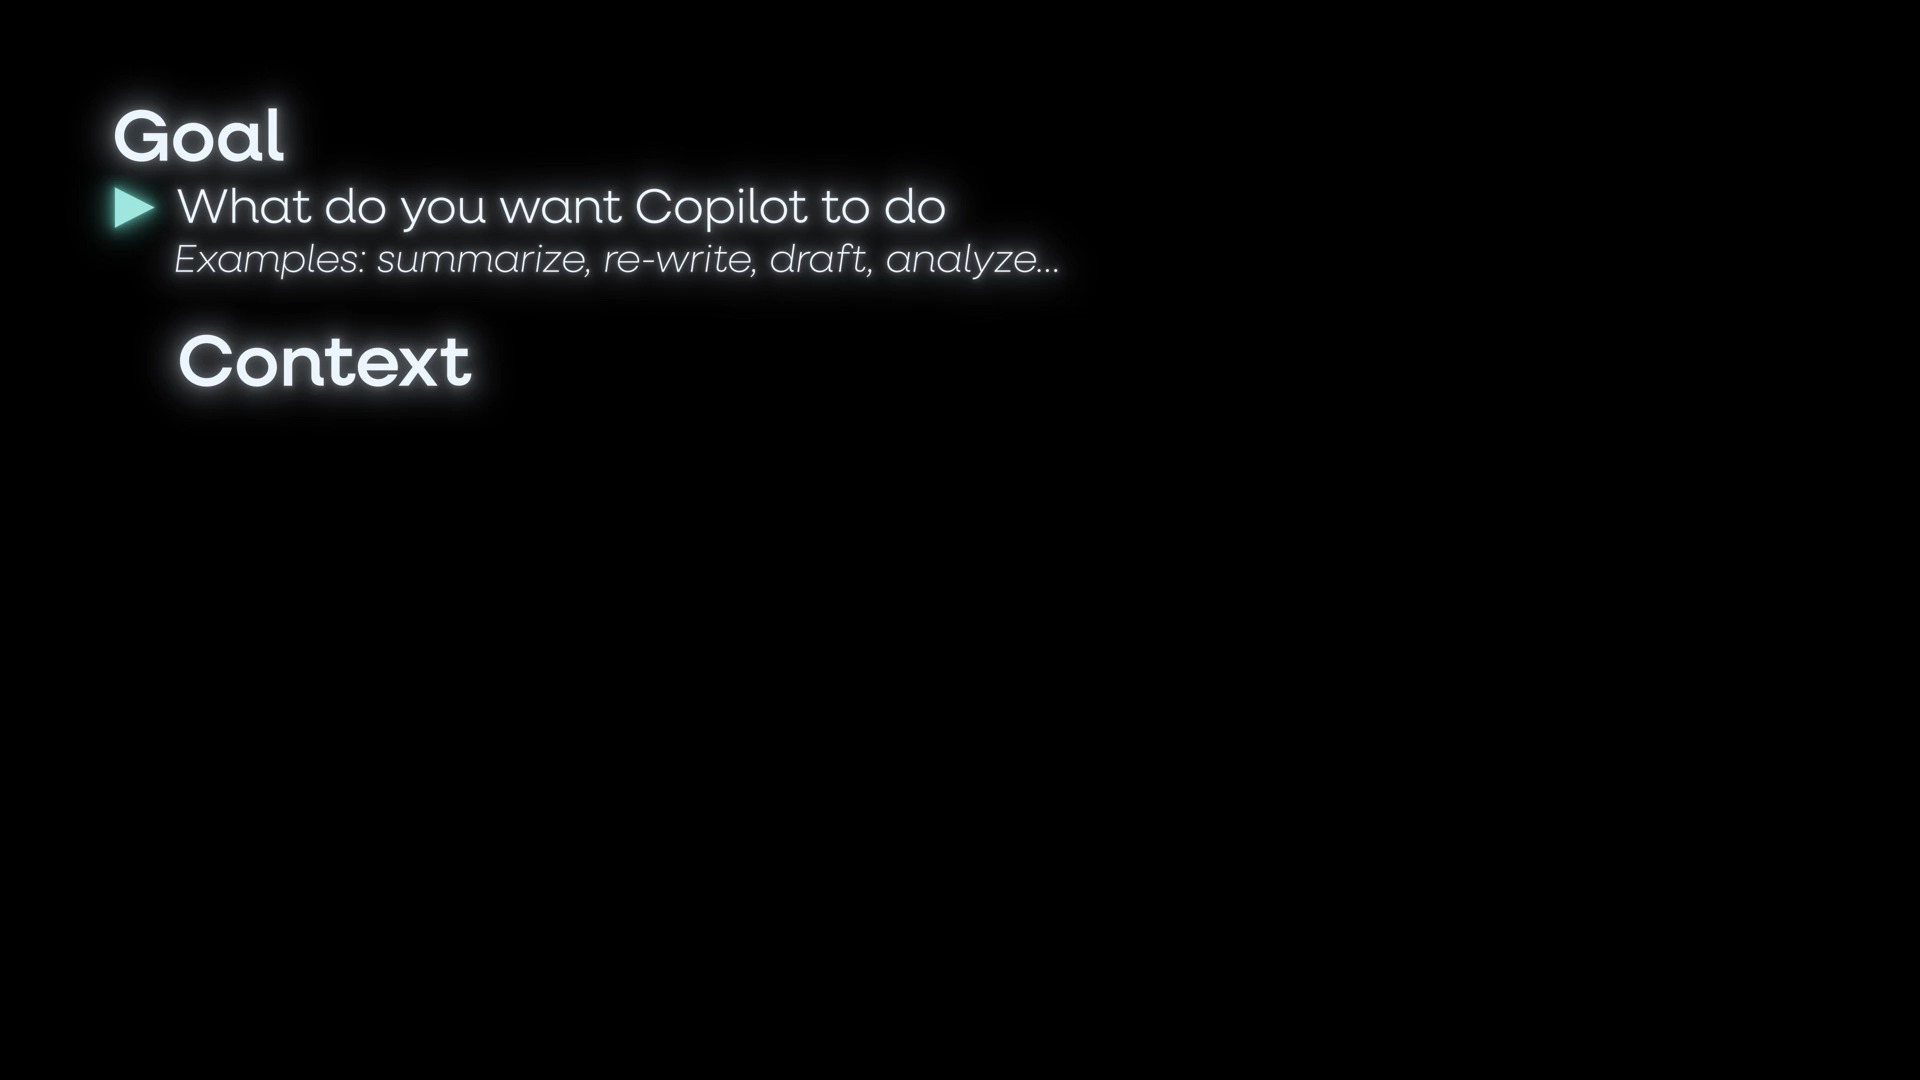 Goal
What do you want Copilot to do
Examples: summarize, re-write, draft, analyze...
Context